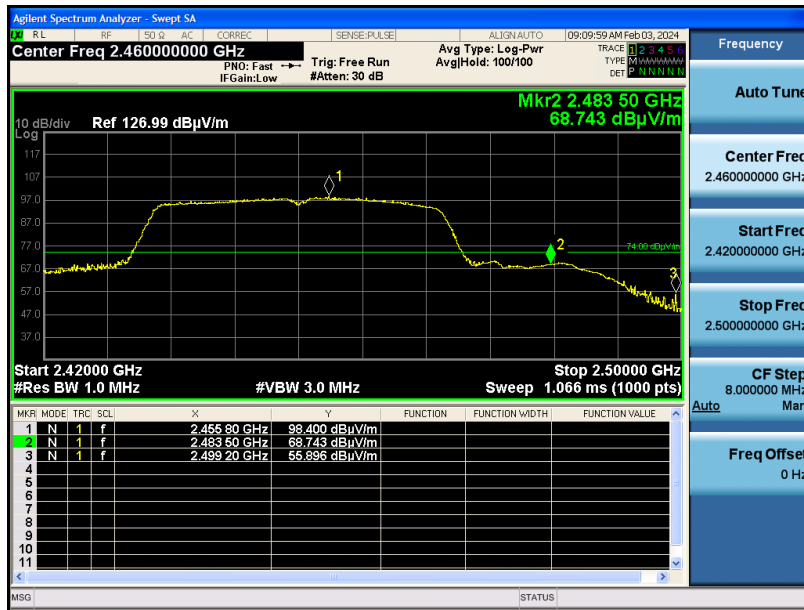 Agilent Spectrum Analyzer - Swept SA
LXI RL RF 50 Ω AC CORREC SENSE:PULSE ALIGN AUTO 09:09:59 AM Feb 03, 2024
Center Freq 2.460000000 GHz
PNO: Fast
IFGain:Low
Trig: Free Run
#Atten: 30 dB
Avg Type: Log-Pwr
Avg|Hold: 100/100
TRACE 1 2 3 4 5 6
TYPE M WWWWW
DET P N N N N N
Frequency
Auto Tune
Center Freq
2.460000000 GHz
Start Freq
2.420000000 GHz
Stop Freq
2.500000000 GHz
CF Step
8.000000 MHz
Auto Man
Freq Offset
0 Hz
Mkr2 2.483 50 GHz
68.743 dBµV/m
10 dB/div Ref 126.99 dBµV/m
Log
117
107
97.0
87.0
77.0
67.0
57.0
47.0
37.0
1
2
3
74.00 dBµV/m
Start 2.42000 GHz Stop 2.50000 GHz
#Res BW 1.0 MHz #VBW 3.0 MHz Sweep 1.066 ms (1000 pts)
MKR MODE TRC SCL X Y FUNCTION FUNCTION WIDTH FUNCTION VALUE
1 N 1 f 2.455 80 GHz 98.400 dBµV/m
2 N 1 f 2.483 50 GHz 68.743 dBµV/m
3 N 1 f 2.499 20 GHz 55.896 dBµV/m
4
5
6
7
8
9
10
11
MSG STATUS